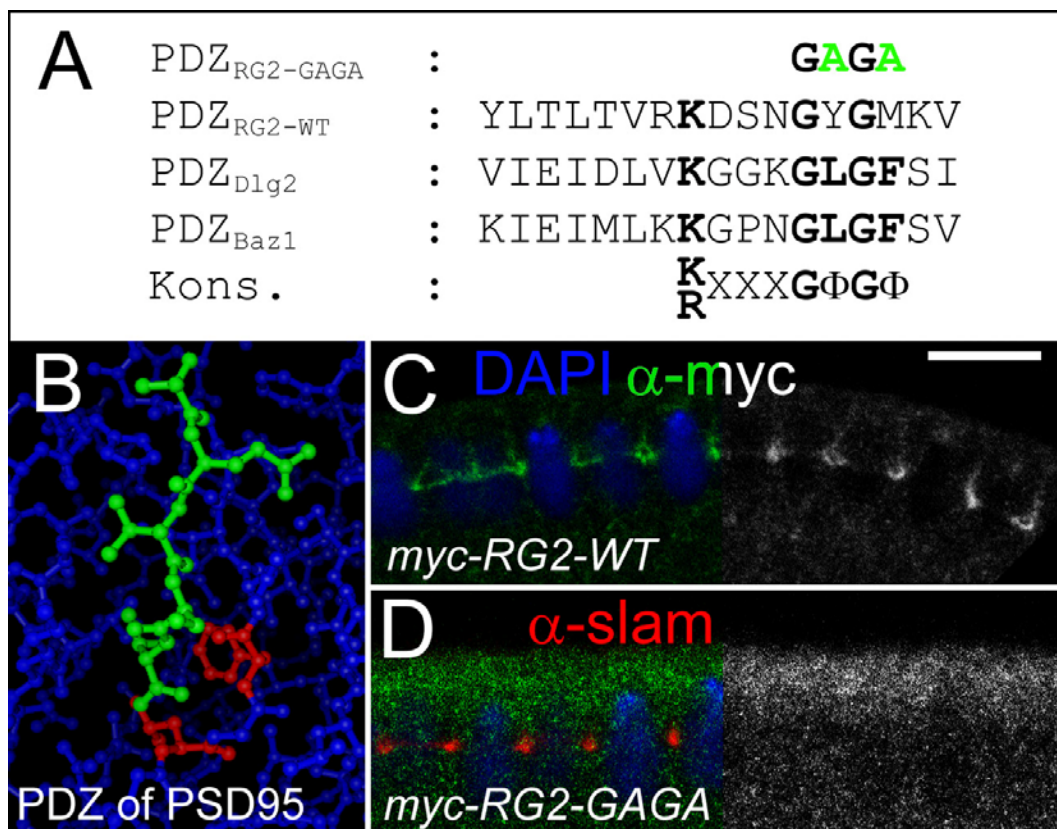 A
PDZRG2-GAGA : GAGA
PDZRG2-WT : YLTLTVRKDSNGYGMKV
PDZDlg2 : VIEIDLVKGGKGLGFSI
PDZBaz1 : KIEIMLKKGPNGLGFSV
Kons. : K
R XXXGΦGΦ
B
PDZ of PSD95
C DAPI α-myc
myc-RG2-WT
D α-slam
myc-RG2-GAGA